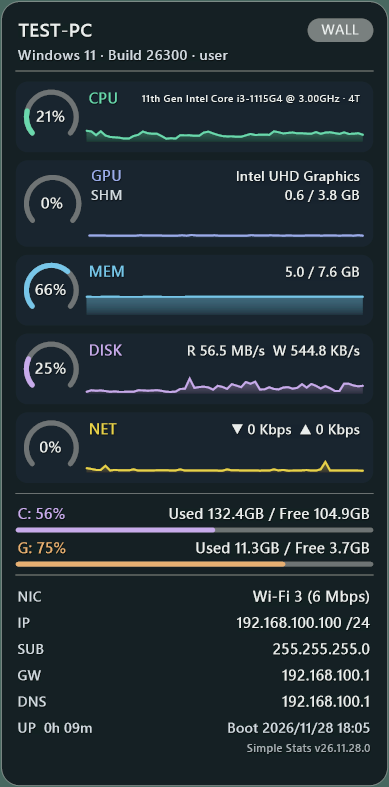 TEST-PC WALL
Windows 11 · Build 26300 · user
21% CPU 11th Gen Intel Core i3-1115G4 @ 3.00GHz · 4T
GPU Intel UHD Graphics
0% SHM 0.6 / 3.8 GB
MEM 5.0 / 7.6 GB
66%
DISK R 56.5 MB/s W 544.8 KB/s
25%
NET ▼ 0 Kbps ▲ 0 Kbps
0%
C: 56% Used 132.4GB / Free 104.9GB
G: 75% Used 11.3GB / Free 3.7GB
NIC Wi-Fi 3 (6 Mbps)
IP 192.168.100.100 /24
SUB 255.255.255.0
GW 192.168.100.1
DNS 192.168.100.1
UP 0h 09m Boot 2026/11/28 18:05
Simple Stats v26.11.28.0